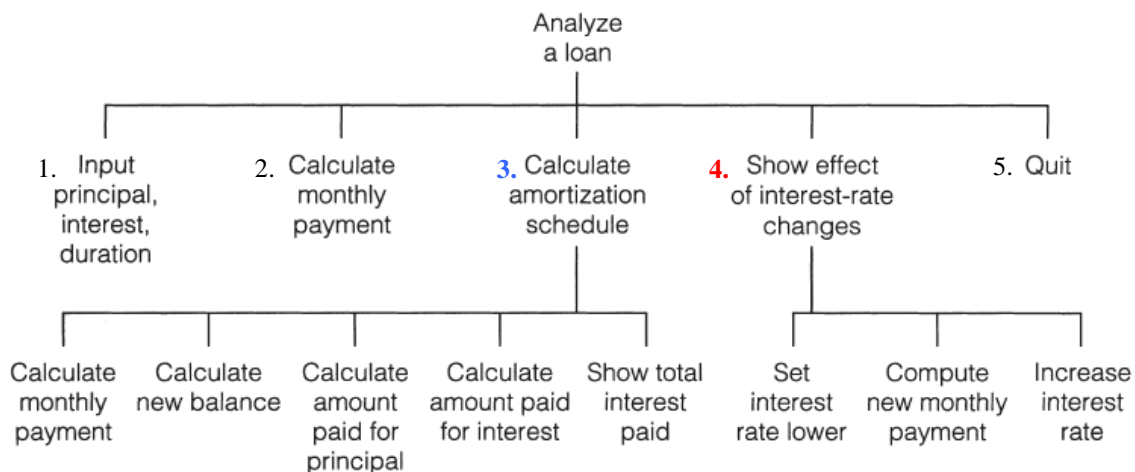 Analyze
a loan
1. Input
principal,
interest,
duration
2. Calculate
monthly
payment
3. Calculate
amortization
schedule
4. Show effect
of interest-rate
changes
5. Quit
Calculate
monthly
payment
Calculate
new balance
Calculate
amount
paid for
principal
Calculate
amount paid
for interest
Show total
interest
paid
Set
interest
rate lower
Compute
new monthly
payment
Increase
interest
rate